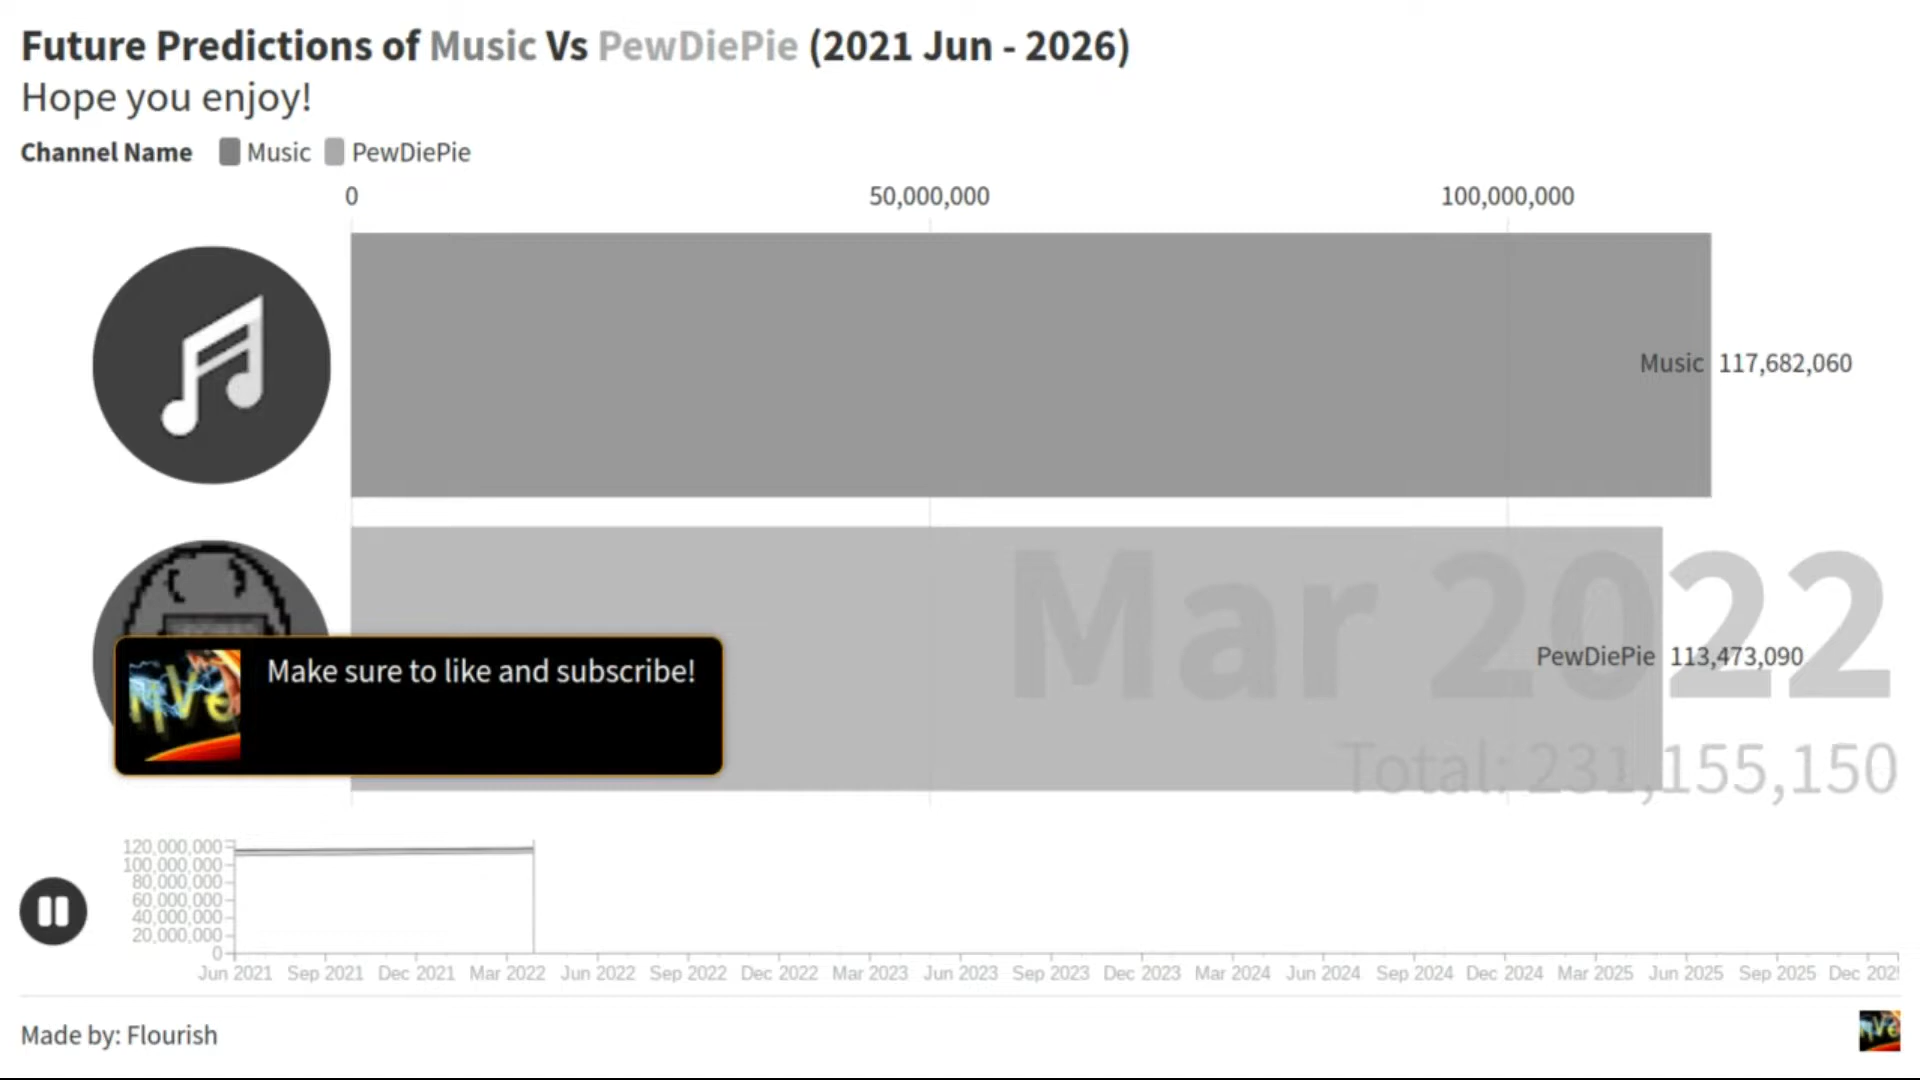 Future Predictions of Music Vs PewDiePie (2021 Jun - 2026)
Hope you enjoy!
Channel Name Music PewDiePie
0 50,000,000 100,000,000
Music 117,682,060
Mar 2022
PewDiePie 113,473,090
Make sure to like and subscribe!
Total: 231,155,150
120,000,000
100,000,000
80,000,000
60,000,000
40,000,000
20,000,000
0
Jun 2021 Sep 2021 Dec 2021 Mar 2022 Jun 2022 Sep 2022 Dec 2022 Mar 2023 Jun 2023 Sep 2023 Dec 2023 Mar 2024 Jun 2024 Sep 2024 Dec 2024 Mar 2025 Jun 2025 Sep 2025 Dec 202
Made by: Flourish